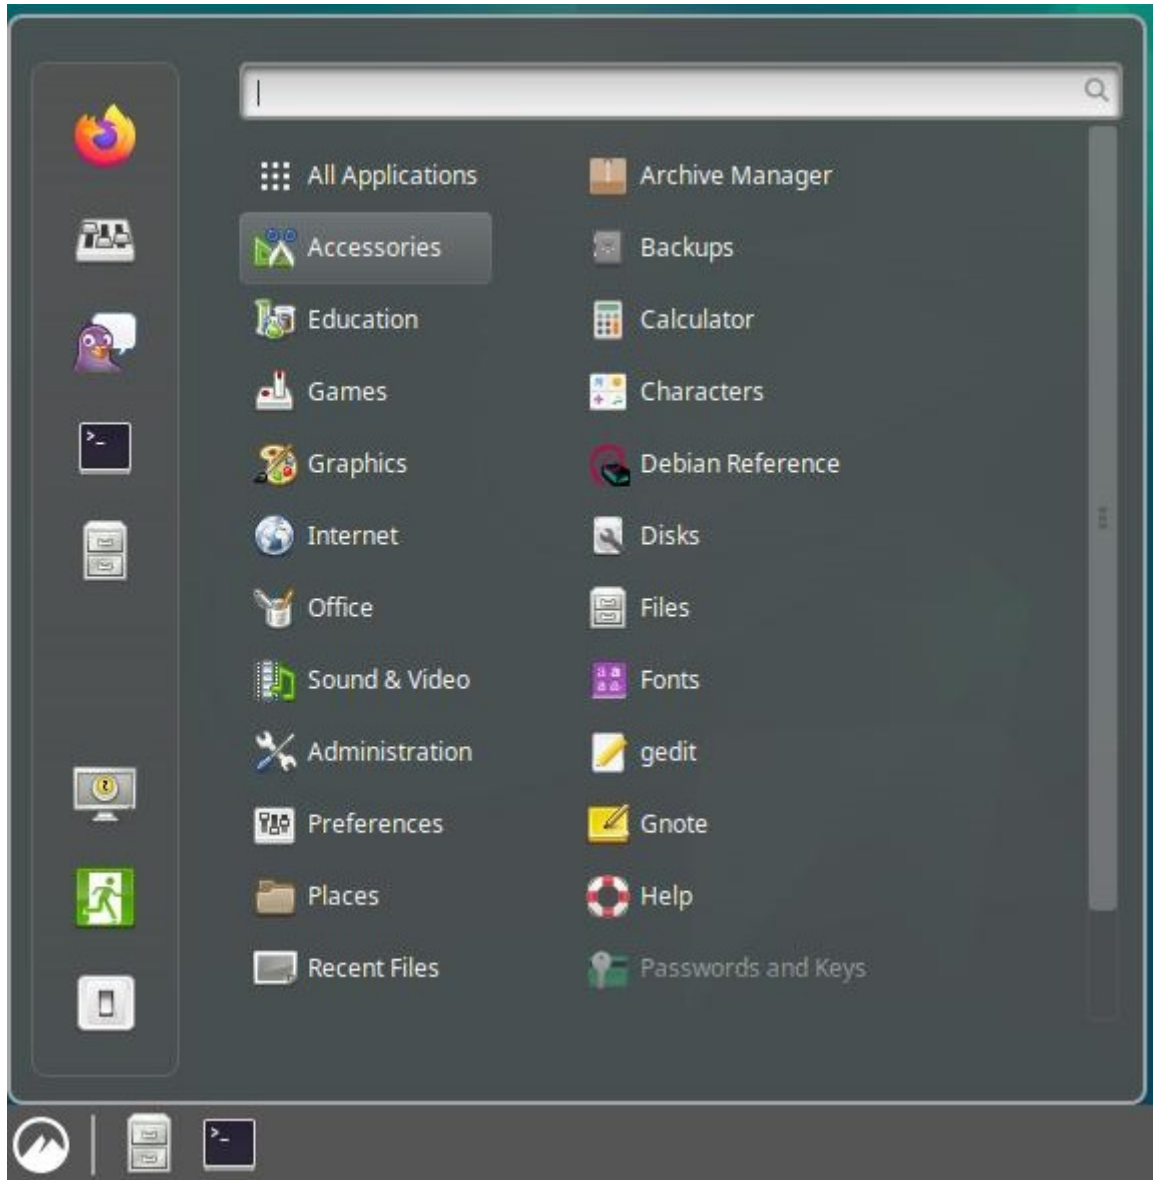 All Applications
Accessories
Education
Games
Graphics
Internet
Office
Sound & Video
Administration
Preferences
Places
Recent Files
Archive Manager
Backups
Calculator
Characters
Debian Reference
Disks
Files
Fonts
gedit
Gnote
Help
Passwords and Keys